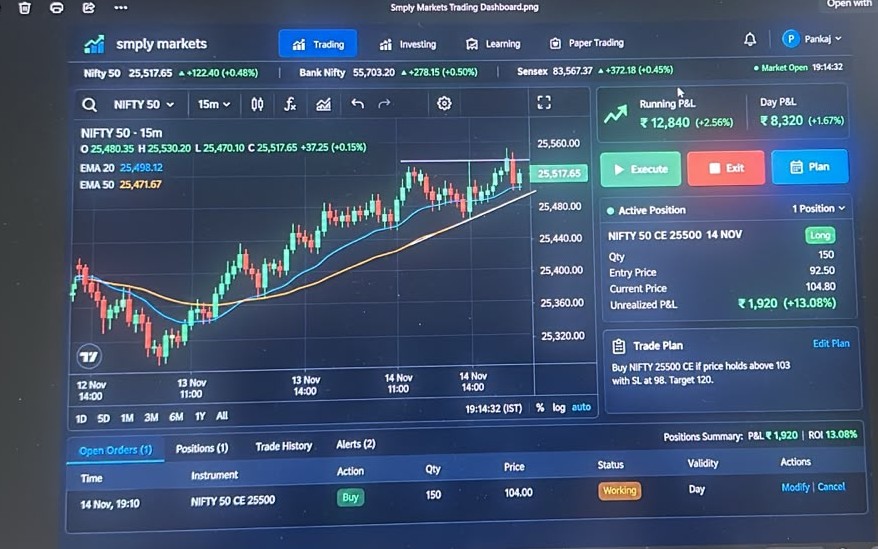 Smply Markets Trading Dashboard.png
Open with
smply markets
Trading
Investing
Learning
Paper Trading
P Pankaj
Nifty 50 25,517.65 ▲+122.40 (+0.48%) | Bank Nifty 55,703.20 ▲+278.15 (+0.50%) | Sensex 83,567.37 ▲+372.18 (+0.45%)
● Market Open 19:14:32
NIFTY 50
15m
fx
NIFTY 50 - 15m
O 25,480.35 H 25,530.20 L 25,470.10 C 25,517.65 +37.25 (+0.15%)
EMA 20 25,498.12
EMA 50 25,471.67
25,560.00
25,517.65
25,480.00
25,440.00
25,400.00
25,360.00
25,320.00
12 Nov 14:00
13 Nov 11:00
13 Nov 14:00
14 Nov 11:00
14 Nov 14:00
1D 5D 1M 3M 6M 1Y All
19:14:32 (IST) % log auto
Running P&L
₹ 12,840 (+2.56%)
Day P&L
₹ 8,320 (+1.67%)
Execute
Exit
Plan
● Active Position
1 Position
NIFTY 50 CE 25500 14 NOV
Long
Qty 150
Entry Price 92.50
Current Price 104.80
Unrealized P&L ₹ 1,920 (+13.08%)
Trade Plan
Edit Plan
Buy NIFTY 25500 CE if price holds above 103
with SL at 98. Target 120.
Open Orders (1)
Positions (1)
Trade History
Alerts (2)
Positions Summary: P&L ₹ 1,920 | ROI 13.08%
Time Instrument Action Qty Price Status Validity Actions
14 Nov, 19:10 NIFTY 50 CE 25500 Buy 150 104.00 Working Day Modify | Cancel